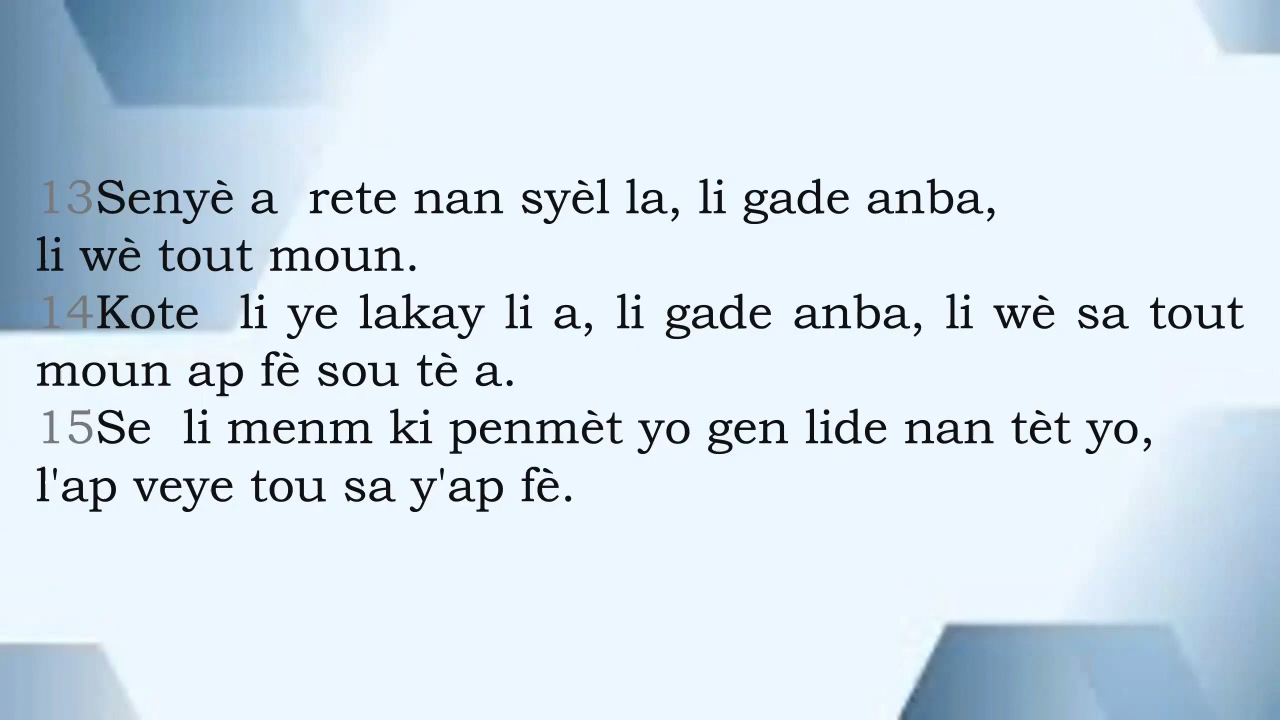 13Senyè a rete nan syèl la, li gade anba,
li wè tout moun.
14Kote li ye lakay li a, li gade anba, li wè sa tout
moun ap fè sou tè a.
15Se li menm ki penmèt yo gen lide nan tèt yo,
l'ap veye tou sa y'ap fè.